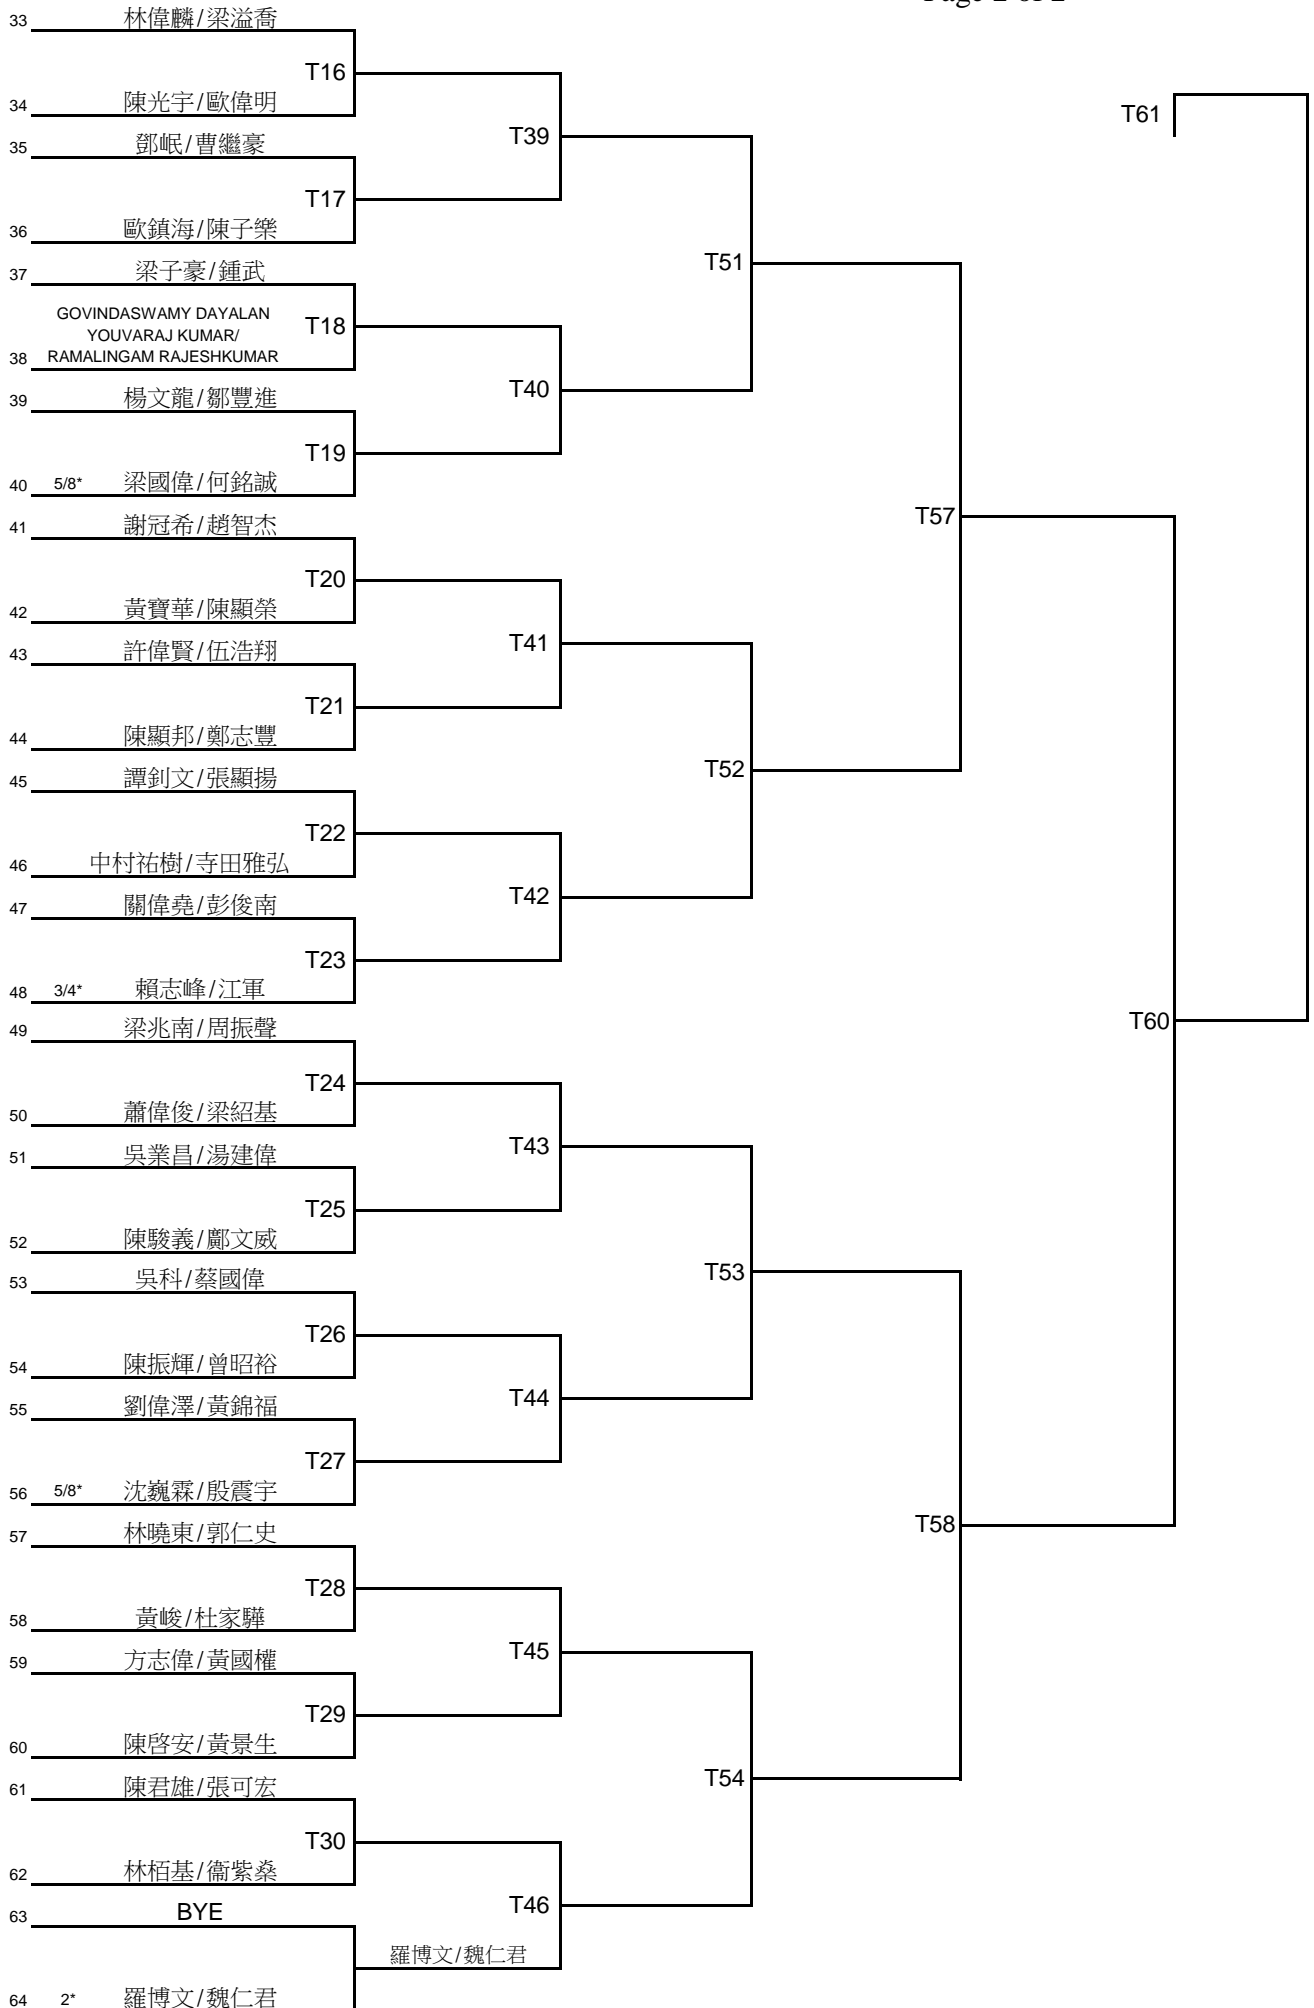 Page 2 of 2
33 林偉麟/梁溢喬
T16
34 陳光宇/歐偉明
T61
T39
35 鄧岷/曹繼豪
T17
36 歐鎮海/陳子樂
T51
37 梁子豪/鍾武
GOVINDASWAMY DAYALAN
T18
YOUVARAJ KUMAR/
38 RAMALINGAM RAJESHKUMAR
T40
39 楊文龍/鄒豐進
T19
40 5/8* 梁國偉/何銘誠
T57
41 謝冠希/趙智杰
T20
42 黃寶華/陳顯榮
T41
43 許偉賢/伍浩翔
T21
44 陳顯邦/鄭志豐
T52
45 譚釗文/張顯揚
T22
46 中村祐樹/寺田雅弘
T42
47 關偉堯/彭俊南
T23
48 3/4* 賴志峰/江軍
T60
49 梁兆南/周振聲
T24
50 蕭偉俊/梁紹基
T43
51 吳業昌/湯建偉
T25
52 陳駿義/鄺文威
T53
53 吳科/蔡國偉
T26
54 陳振輝/曾昭裕
T44
55 劉偉澤/黃錦福
T27
56 5/8* 沈巍霖/殷震宇
T58
57 林曉東/郭仁史
T28
58 黃峻/杜家驊
T45
59 方志偉/黃國權
T29
60 陳啓安/黃景生
T54
61 陳君雄/張可宏
T30
62 林栢基/衞紫燊
T46
63 BYE
羅博文/魏仁君
64 2* 羅博文/魏仁君